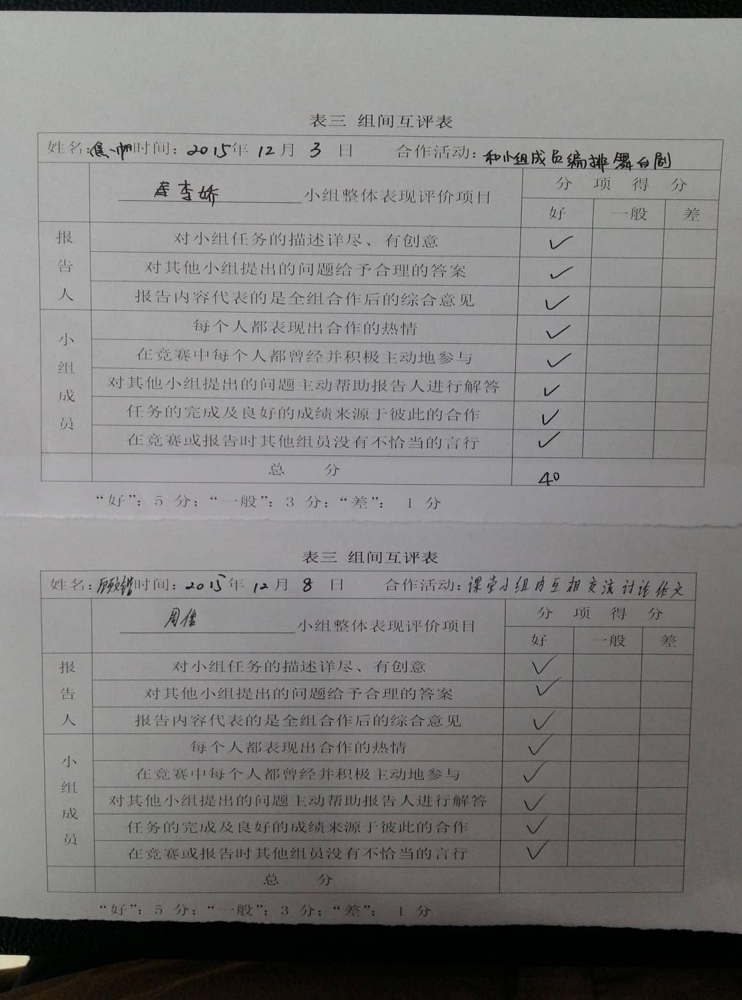 表三 组间互评表
姓名:焦一帆时间: 2015年 12月 3 日 合作活动: 和小组成员编排舞台剧
李娇 小组整体表现评价项目 分 项 得 分
好 一般 差
报告人 对小组任务的描述详尽、有创意 ✓
对其他小组提出的问题给予合理的答案 ✓
报告内容代表的是全组合作后的综合意见 ✓
小组成员 每个人都表现出合作的热情 ✓
在竞赛中每个人都曾经并积极主动地参与 ✓
对其他小组提出的问题主动帮助报告人进行解答 ✓
任务的完成及良好的成绩来源于彼此的合作 ✓
在竞赛或报告时其他组员没有不恰当的言行 ✓
总 分 40
“好”: 5 分; “一般”: 3 分; “差”: 1 分
表三 组间互评表
姓名: 时间: 2015年 12月 8 日 合作活动: 课堂小组内互相交流讨论作文
周俊 小组整体表现评价项目 分 项 得 分
好 一般 差
报告人 对小组任务的描述详尽、有创意 ✓
对其他小组提出的问题给予合理的答案 ✓
报告内容代表的是全组合作后的综合意见 ✓
小组成员 每个人都表现出合作的热情 ✓
在竞赛中每个人都曾经并积极主动地参与 ✓
对其他小组提出的问题主动帮助报告人进行解答 ✓
任务的完成及良好的成绩来源于彼此的合作 ✓
在竞赛或报告时其他组员没有不恰当的言行 ✓
总 分
“好”: 5 分; “一般”: 3 分; “差”: 1 分